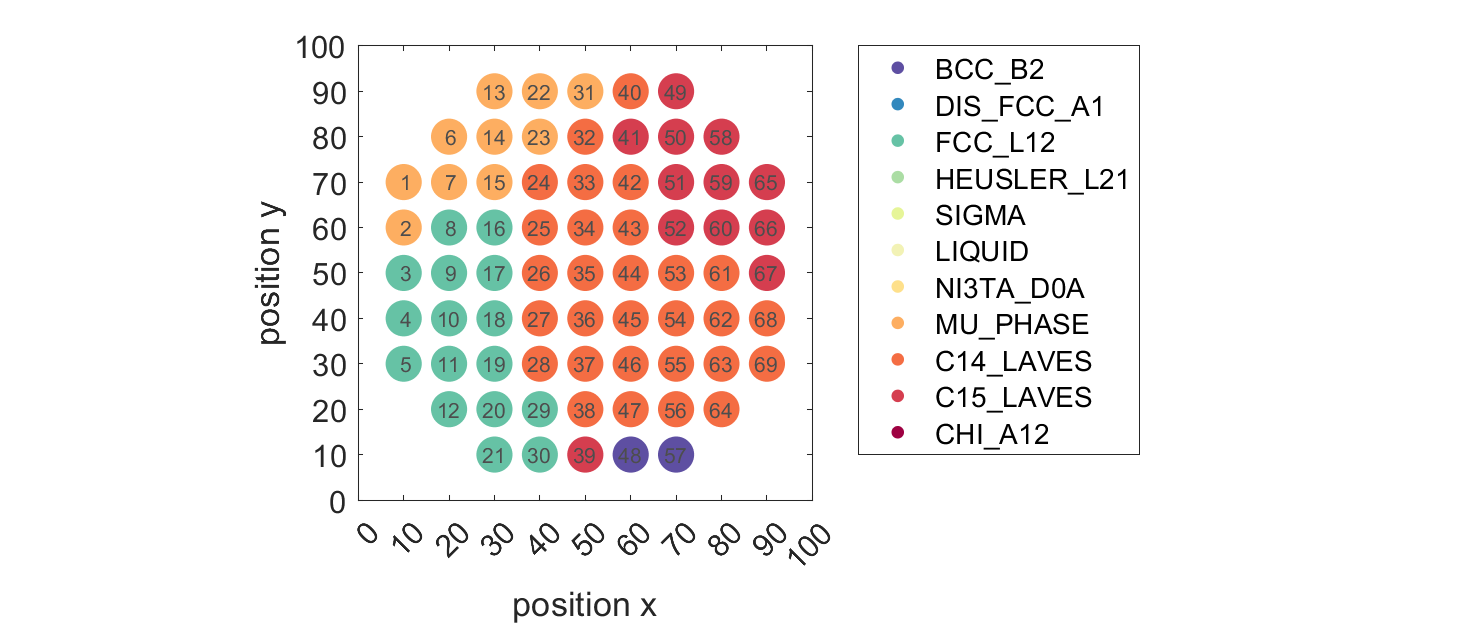 100
90
80
70
60
50
40
30
20
10
0
position y
13 22 31 40 49
6 14 23 32 41 50 58
1 7 15 24 33 42 51 59 65
2 8 16 25 34 43 52 60 66
3 9 17 26 35 44 53 61 67
4 10 18 27 36 45 54 62 68
5 11 19 28 37 46 55 63 69
12 20 29 38 47 56 64
21 30 39 48 57
0 10 20 30 40 50 60 70 80 90 100
position x
BCC_B2
DIS_FCC_A1
FCC_L12
HEUSLER_L21
SIGMA
LIQUID
NI3TA_D0A
MU_PHASE
C14_LAVES
C15_LAVES
CHI_A12